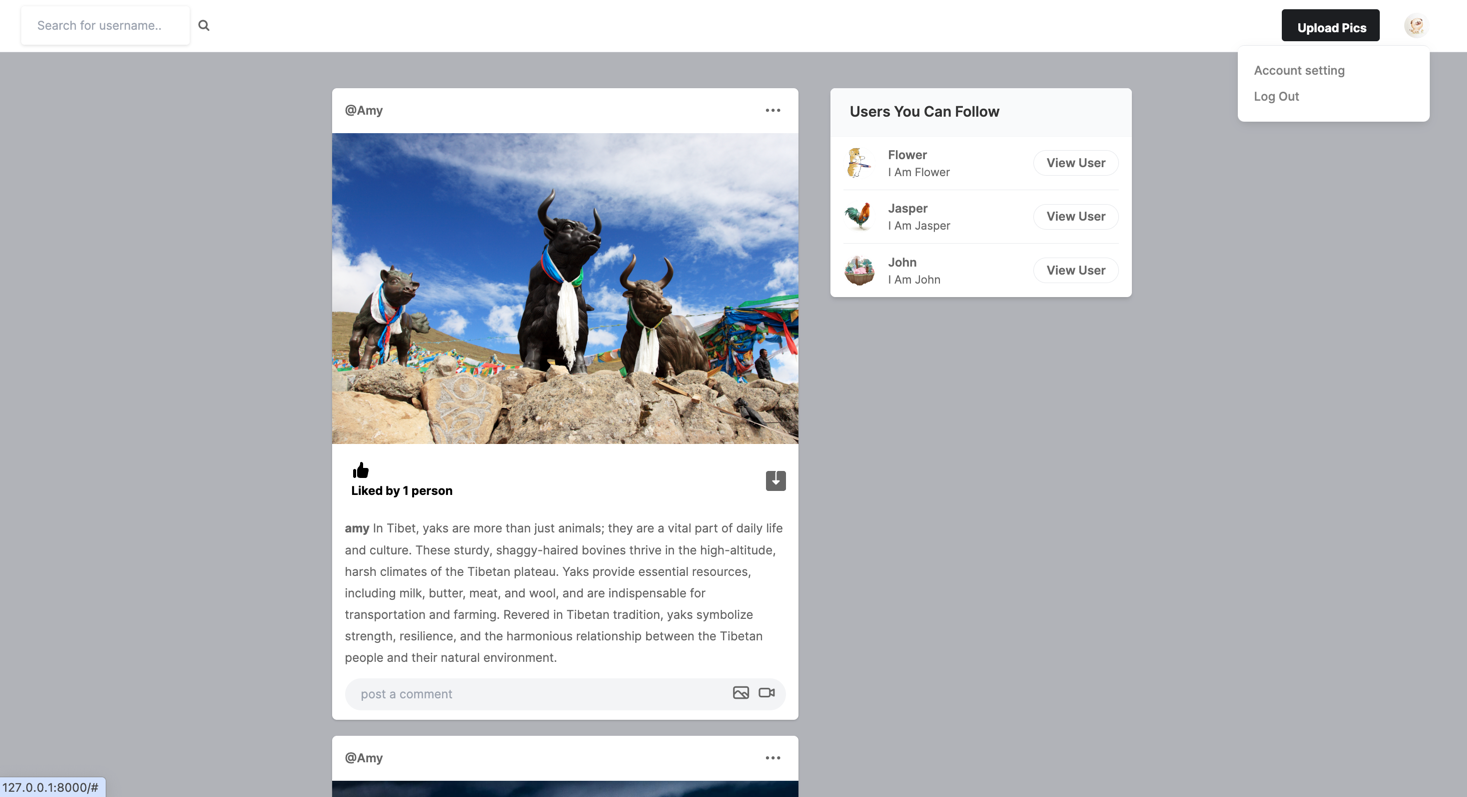 Search for username..
Upload Pics
Account setting
Log Out
@Amy
Liked by 1 person
amy In Tibet, yaks are more than just animals; they are a vital part of daily life
and culture. These sturdy, shaggy-haired bovines thrive in the high-altitude,
harsh climates of the Tibetan plateau. Yaks provide essential resources,
including milk, butter, meat, and wool, and are indispensable for
transportation and farming. Revered in Tibetan tradition, yaks symbolize
strength, resilience, and the harmonious relationship between the Tibetan
people and their natural environment.
post a comment
@Amy
Users You Can Follow
Flower
I Am Flower
View User
Jasper
I Am Jasper
View User
John
I Am John
View User
127.0.0.1:8000/#